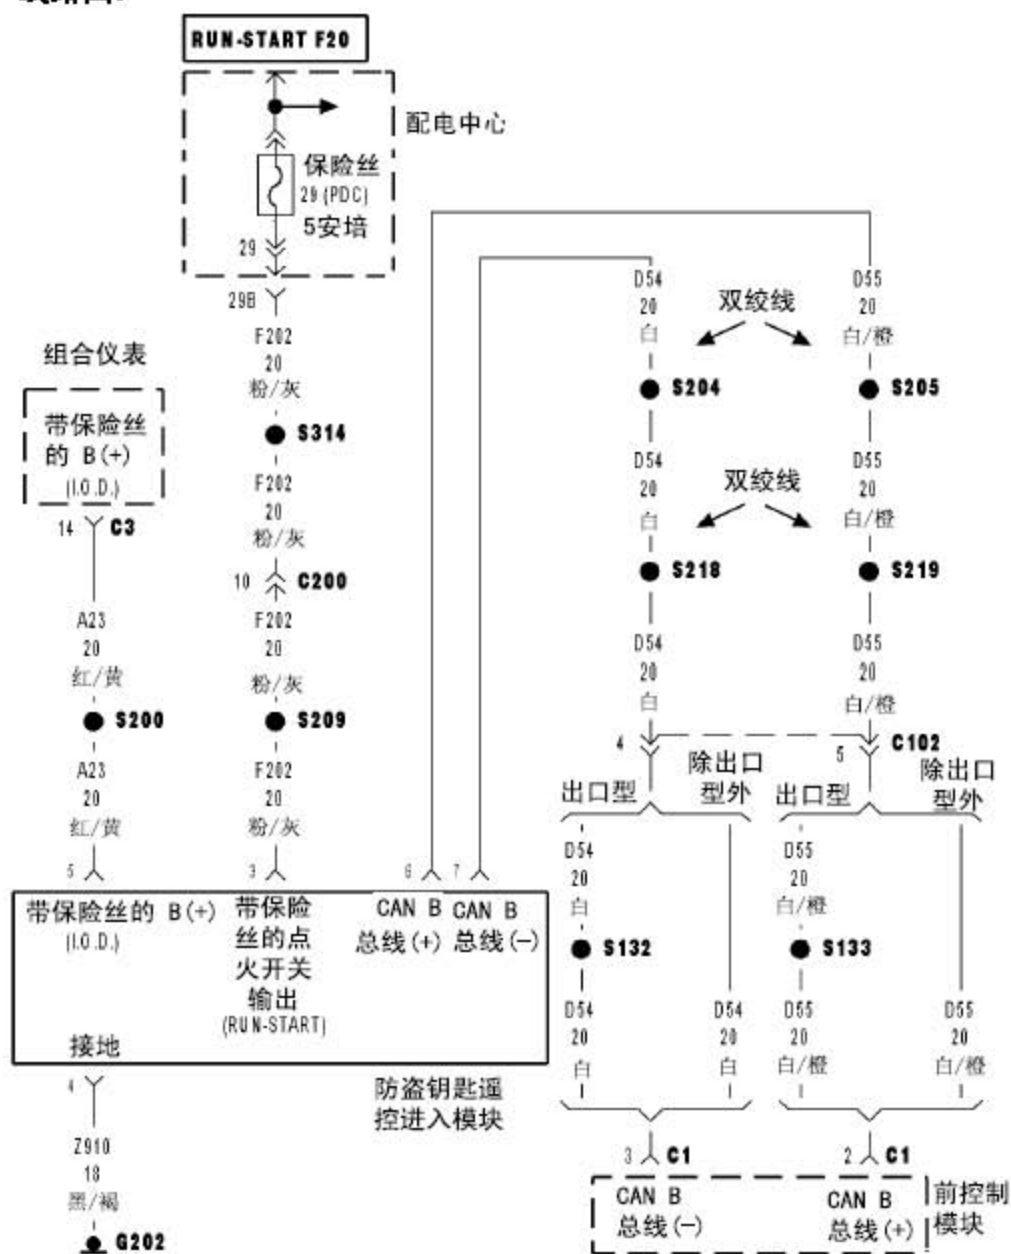 RUN-START F20
配电中心
保险丝
29 (PDC)
5安培
29
29B
F202
20
粉/灰
S314
F202
20
粉/灰
10
C200
F202
20
粉/灰
S209
F202
20
粉/灰
3
组合仪表
带保险丝
的 B(+)
(I.O.D.)
14
C3
A23
20
红/黄
S200
A23
20
红/黄
5
6
7
D54
20
白
双绞线
D55
20
白/橙
S204
S205
D54
20
白
双绞线
D55
20
白/橙
S218
S219
D54
20
白
D55
20
白/橙
4
5
C102
出口型
除出口
型外
出口型
除出口
型外
D54
20
白
D55
20
白/橙
S132
S133
D54
20
白
D54
20
白
D55
20
白/橙
D55
20
白/橙
带保险丝的 B(+)
(I.O.D.)
带保险
丝的点
火开关
输出
(RUN-START)
CAN B
总线(+)
CAN B
总线(—)
接地
防盗钥匙遥
控进入模块
4
Z910
18
黑/褐
G202
3
C1
2
C1
CAN B
总线(—)
CAN B
总线(+)
前控制
模块